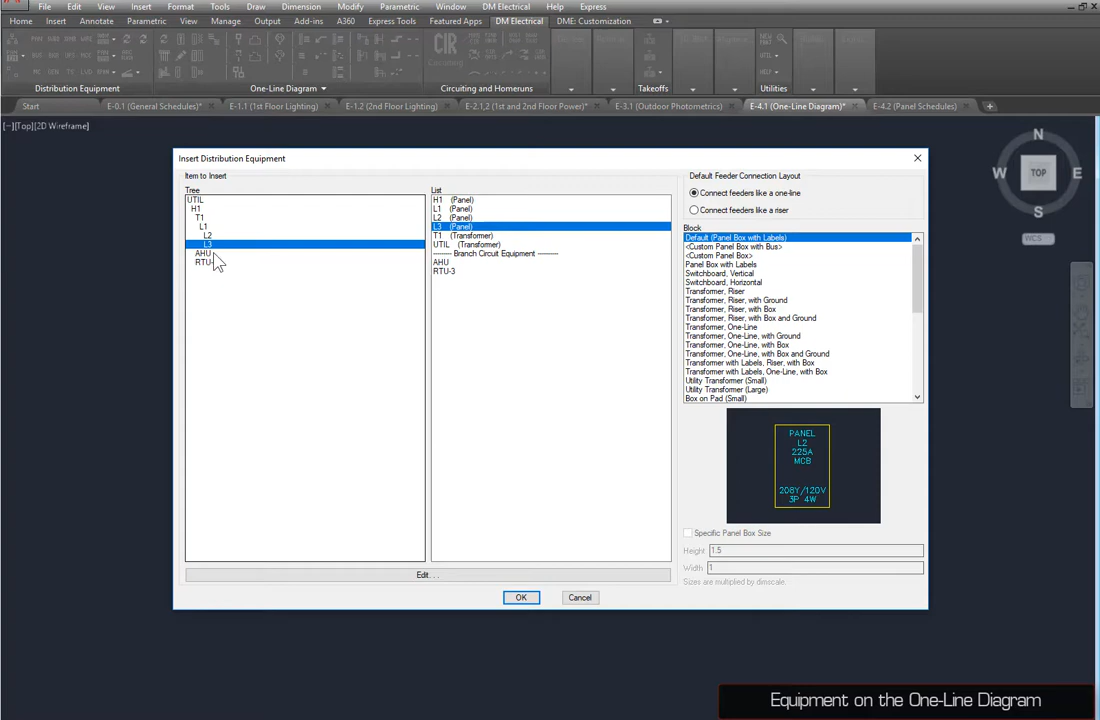 File Edit View Insert Format Tools Draw Dimension Modify Parametric Window DM Electrical Help Express
Home Insert Annotate Parametric View Manage Output Add-ins A360 Express Tools Featured Apps DM Electrical DME: Customization
CIR
Distribution Equipment One-Line Diagram Circuiting and Homeruns Takeoffs Utilities
Start E-0.1 (General Schedules)* E-1.1 (1st Floor Lighting) E-1.2 (2nd Floor Lighting) E-2.1,2 (1st and 2nd Floor Power)* E-3.1 (Outdoor Photometrics) E-4.1 (One-Line Diagram)* E-4.2 (Panel Schedules)
[−][Top][2D Wireframe]
N
W TOP E
S
WCS
Insert Distribution Equipment
Item to Insert
Tree
UTIL
H1
T1
L1
L2
L3
AHU
RTU-
List
H1 (Panel)
L1 (Panel)
L2 (Panel)
L3 (Panel)
T1 (Transformer)
UTIL (Transformer)
-------- Branch Circuit Equipment ----------
AHU
RTU-3
Default Feeder Connection Layout
Connect feeders like a one-line
Connect feeders like a riser
Block
Default (Panel Box with Labels)
<Custom Panel Box with Bus>
<Custom Panel Box>
Panel Box with Labels
Switchboard, Vertical
Switchboard, Horizontal
Transformer, Riser
Transformer, Riser, with Ground
Transformer, Riser, with Box
Transformer, Riser, with Box and Ground
Transformer, One-Line
Transformer, One-Line, with Ground
Transformer, One-Line, with Box
Transformer, One-Line, with Box and Ground
Transformer with Labels, Riser, with Box
Transformer with Labels, One-Line, with Box
Utility Transformer (Small)
Utility Transformer (Large)
Box on Pad (Small)
PANEL
L2
225A
MCB
208Y/120V
3P 4W
Specific Panel Box Size
Height 1.5
Width 1
Sizes are multiplied by dimscale.
Edit. . .
OK Cancel
Equipment on the One-Line Diagram